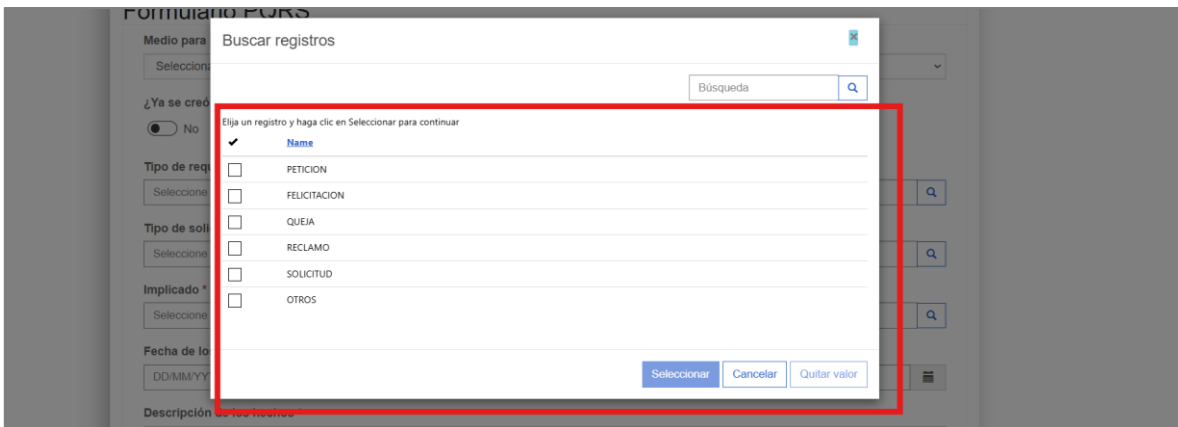 Formulario PQRS
Medio para
Selecciona
¿Ya se creó
No
Tipo de requ
Seleccione
Tipo de soli
Seleccione
Implicado *
Seleccione
Fecha de lo
DD/MM/YY
Descripción de los hechos *
Buscar registros
Búsqueda
Elija un registro y haga clic en Seleccionar para continuar
Name
PETICION
FELICITACION
QUEJA
RECLAMO
SOLICITUD
OTROS
Seleccionar Cancelar Quitar valor